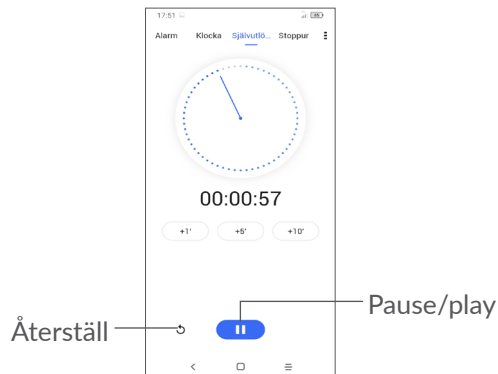 17:51
Alarm Klocka Självutlö... Stoppur
00:00:57
+1' +5' +10'
Pause/play
Återställ